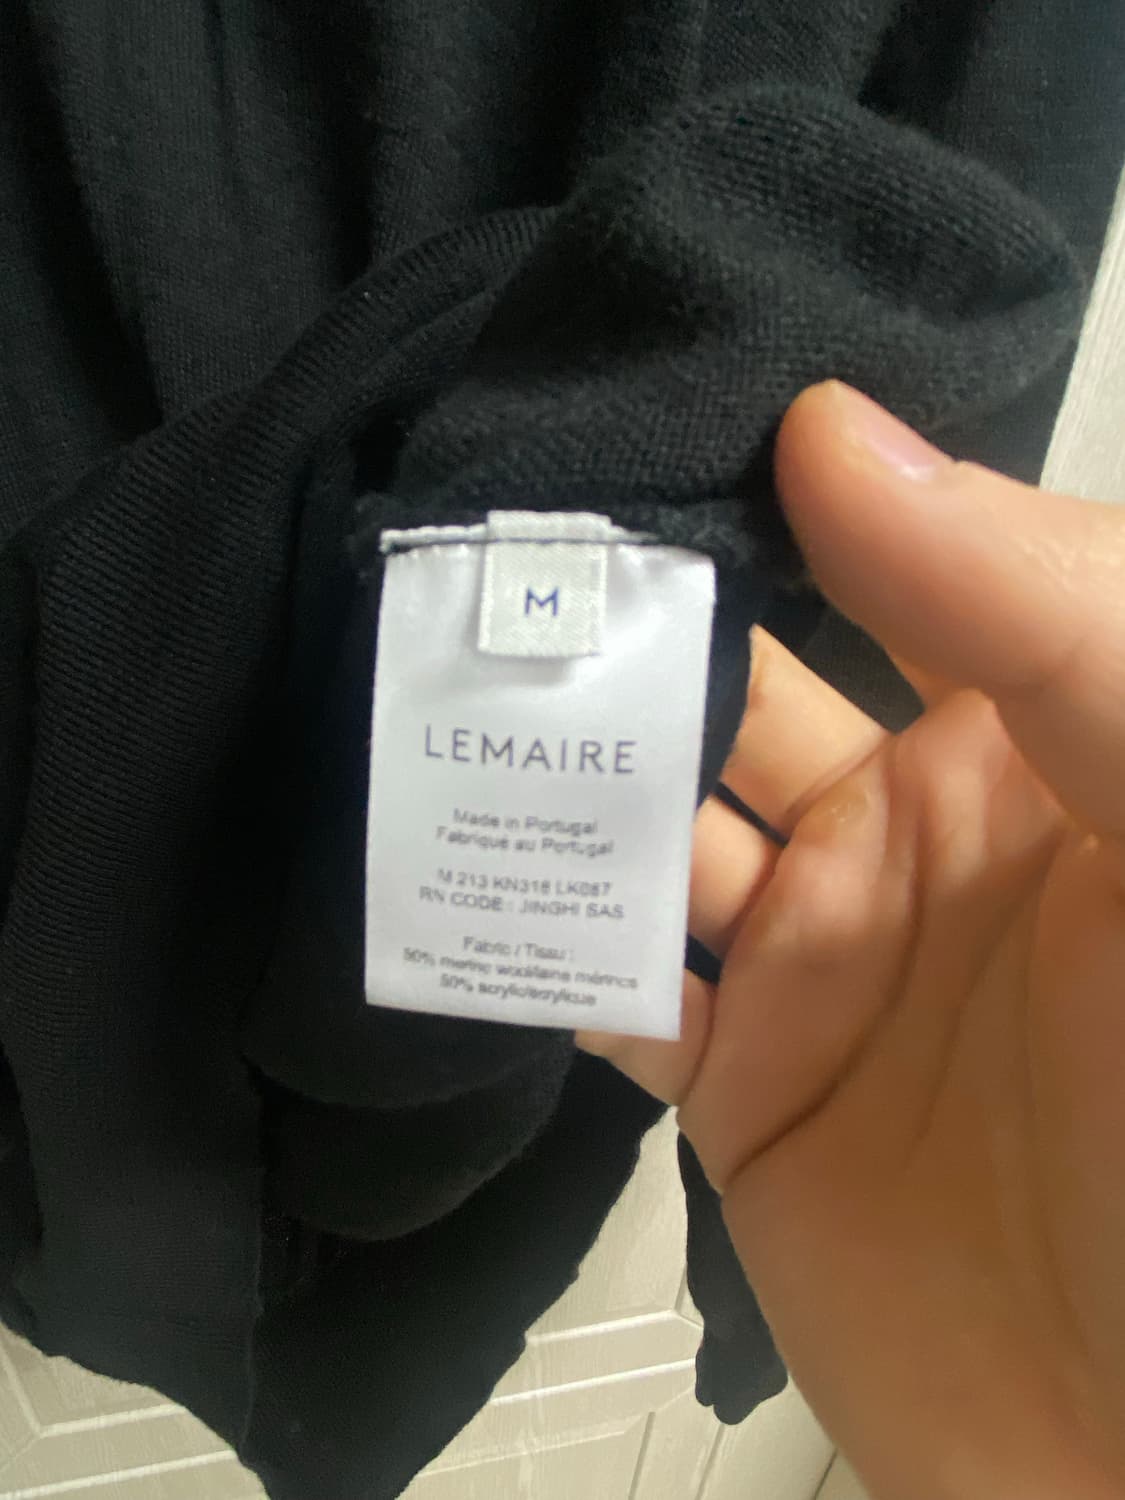 M
LEMAIRE
Made in Portugal
Fabriqué au Portugal
M 213 KN318 LK087
RN CODE : JINGHI SAS
Fabric / Tissu :
50% merino wool/laine mérinos
50% acrylic/acrylique